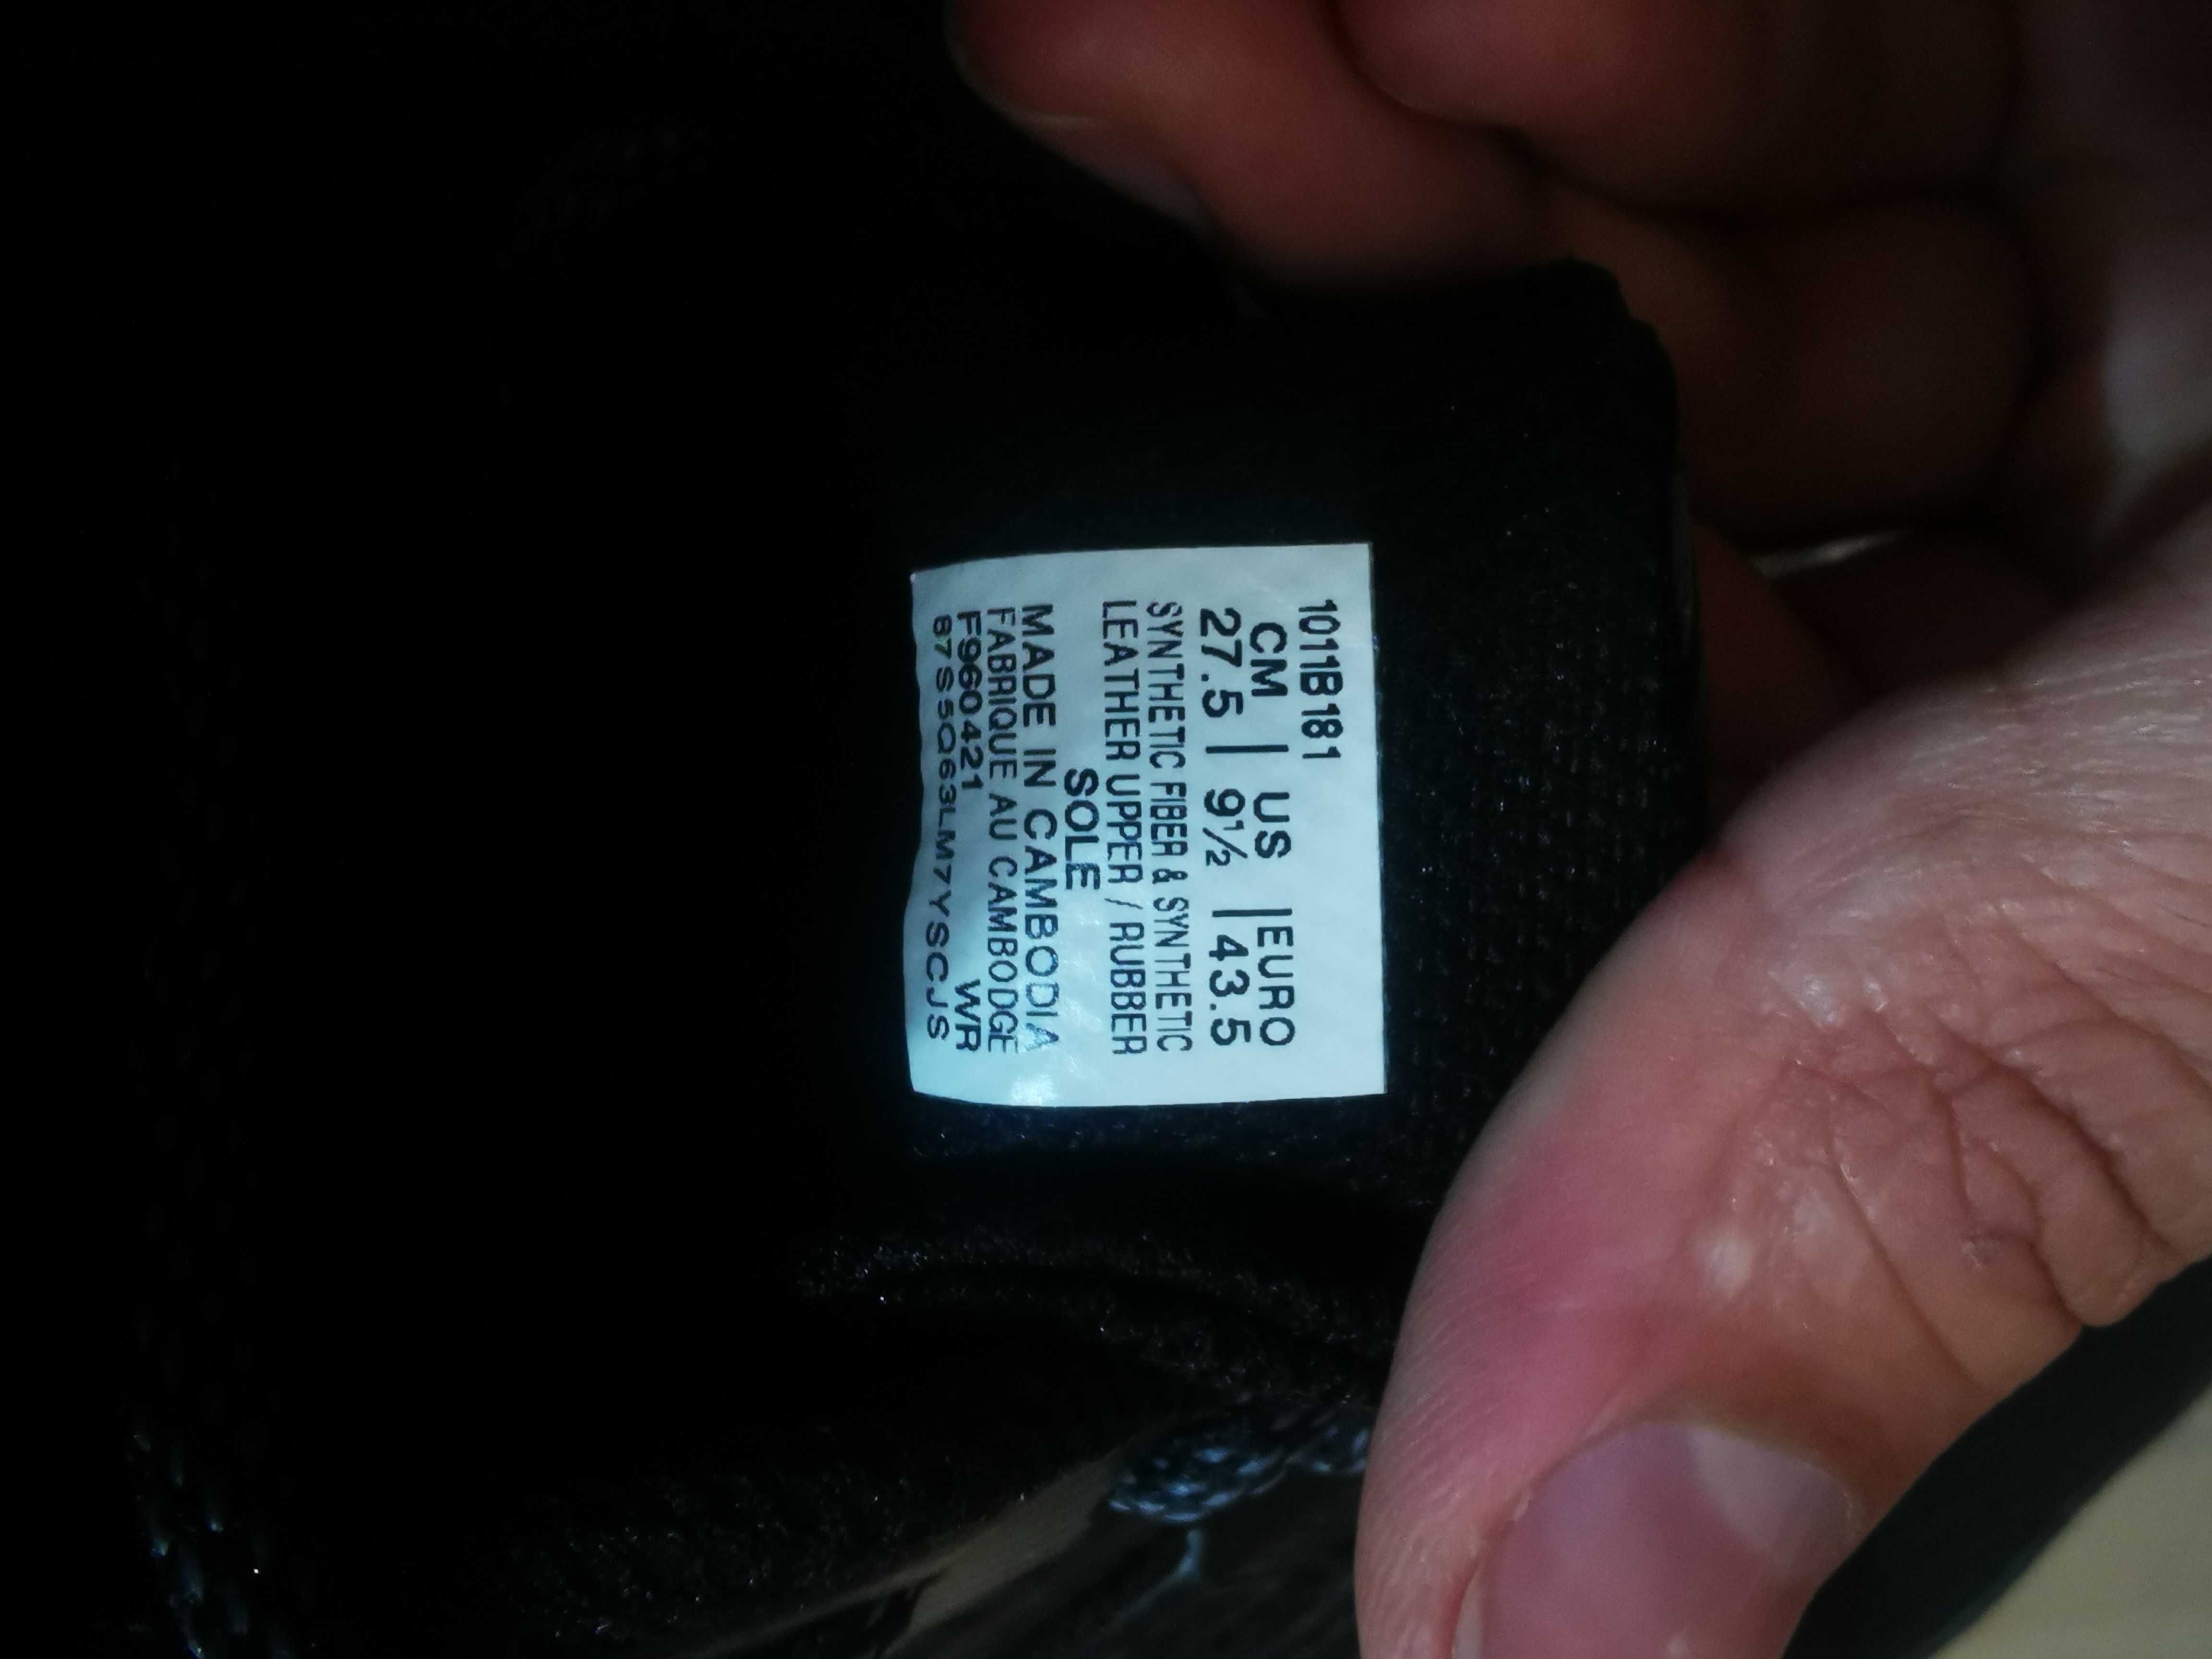 1011B181
CM | US | EURO
27.5 | 9½ | 43.5
SYNTHETIC FIBER & SYNTHETIC
LEATHER UPPER / RUBBER
SOLE
MADE IN CAMBODIA
FABRIQUE AU CAMBODGE
F960421 WR
87S5Q63LM7YSCJS